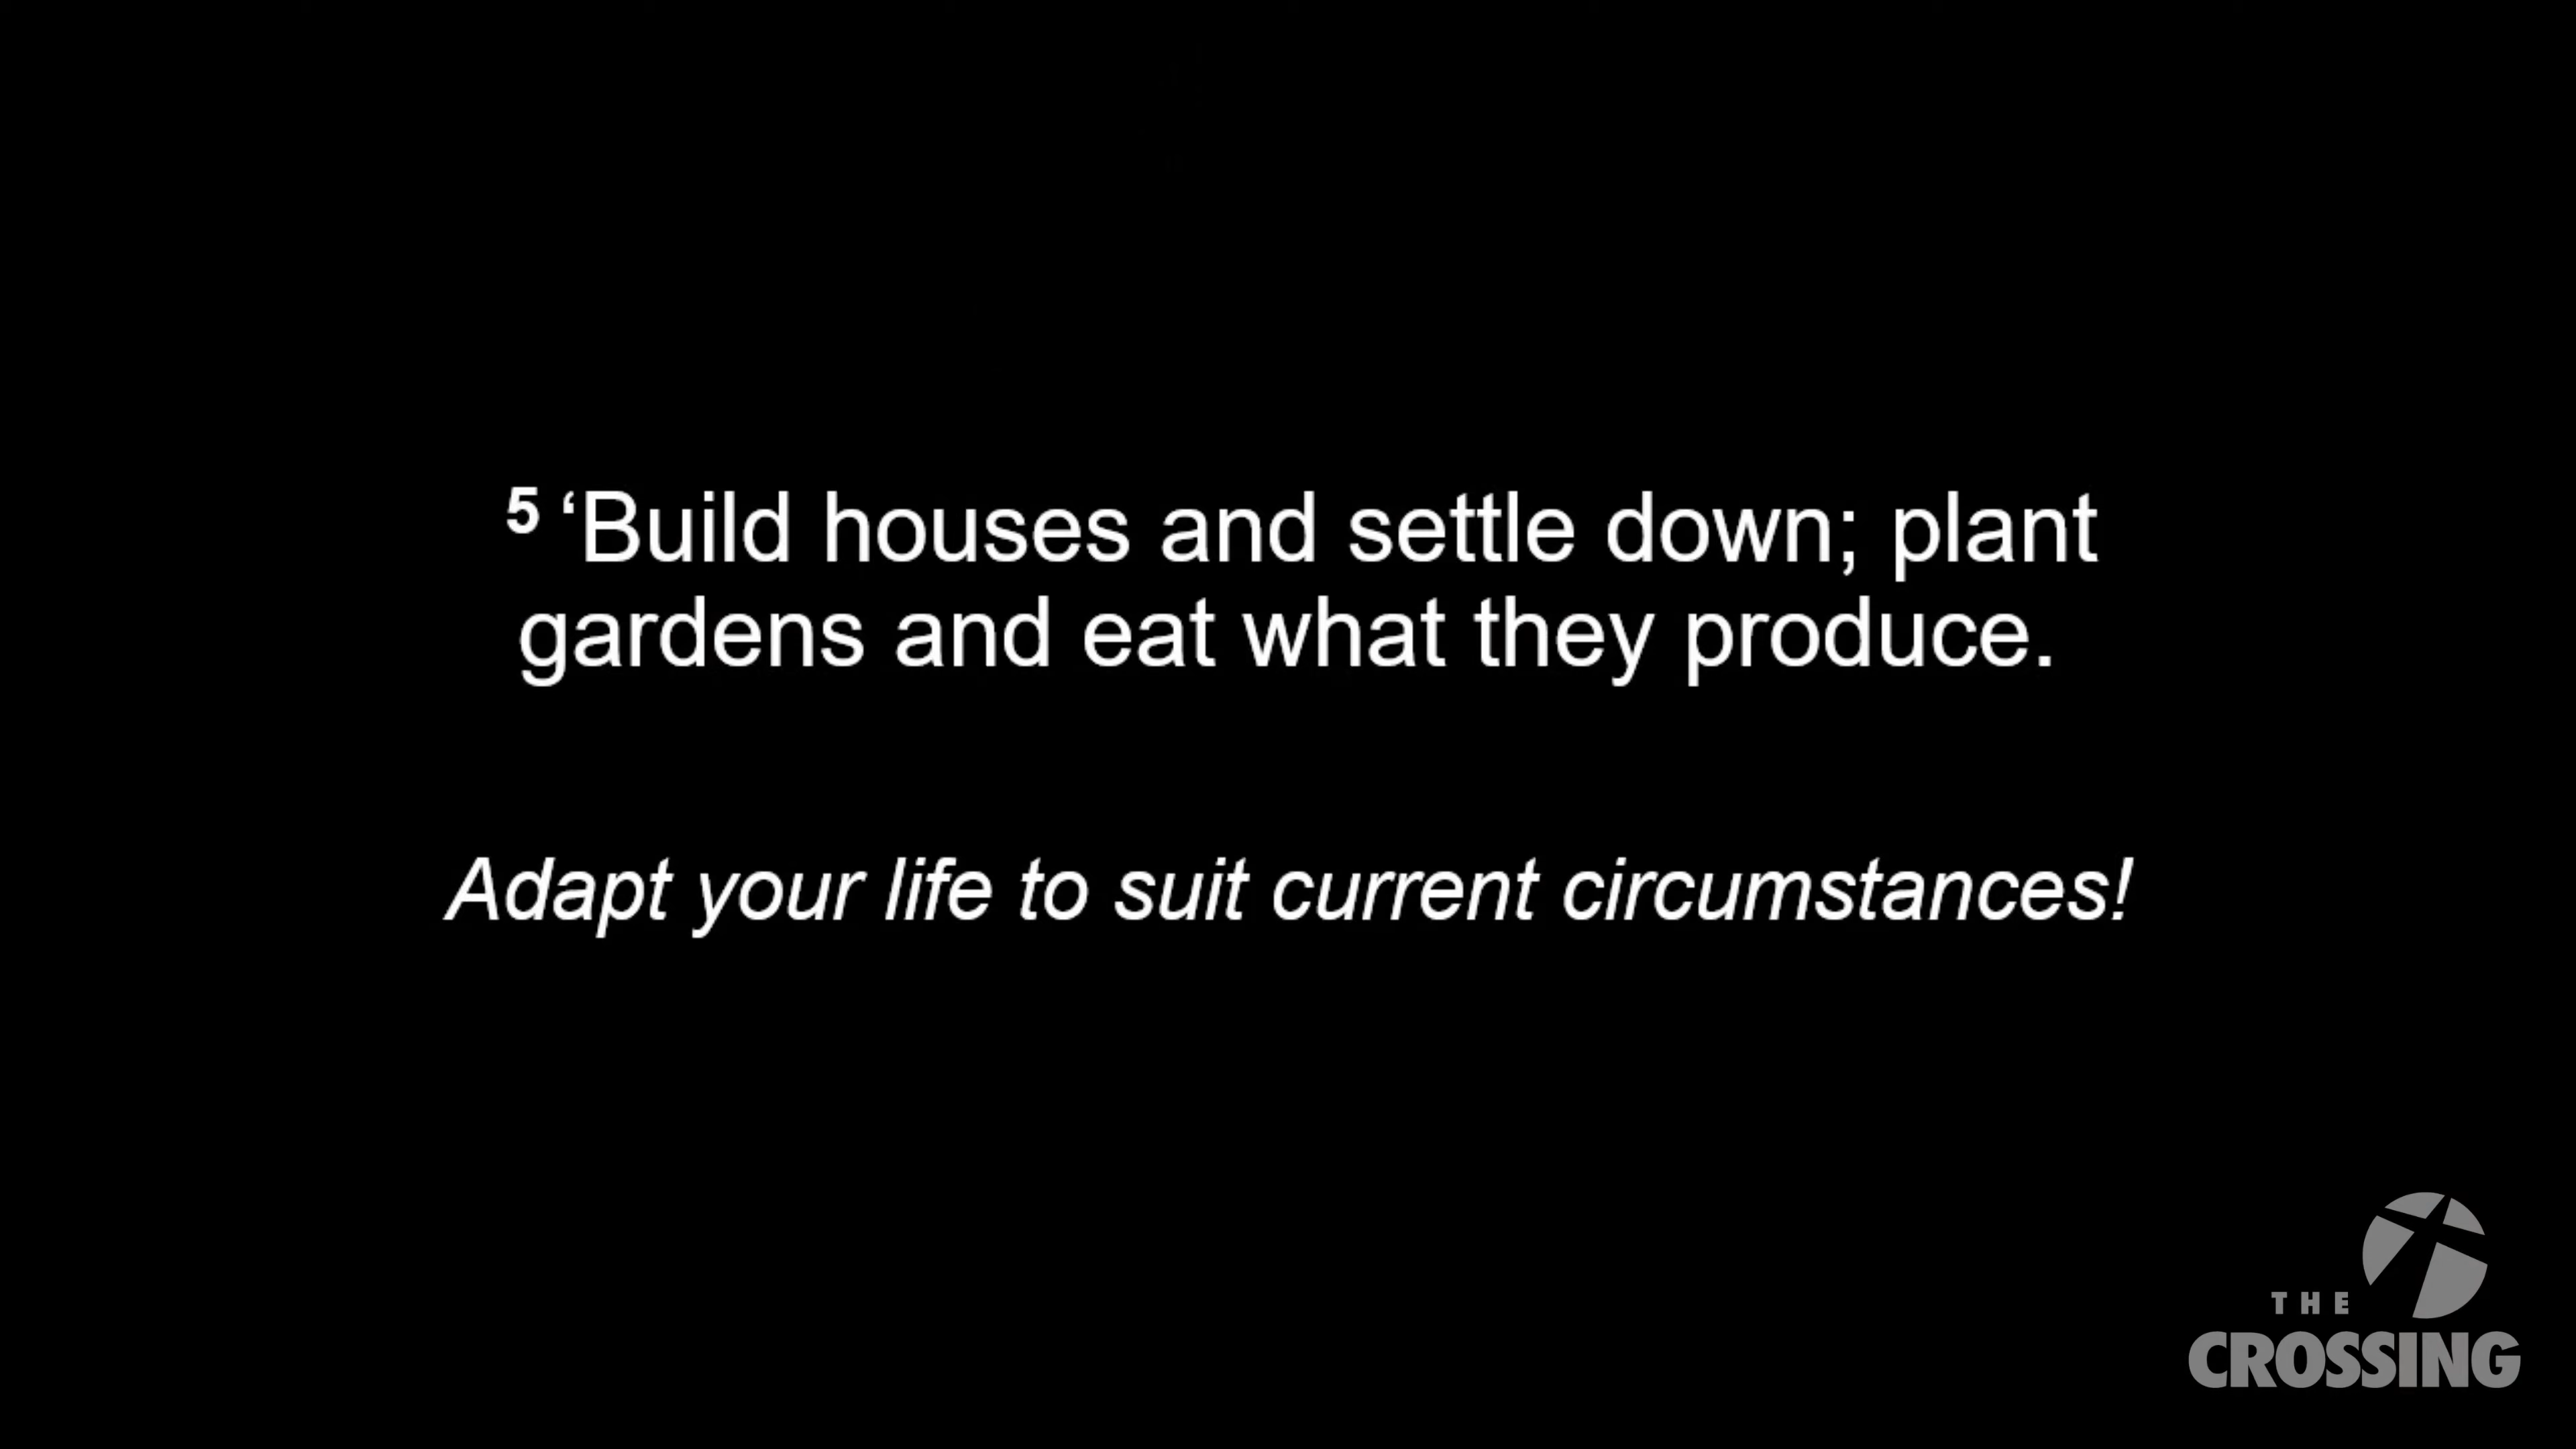 5 ‘Build houses and settle down; plant
gardens and eat what they produce.
Adapt your life to suit current circumstances!
THE
CROSSING